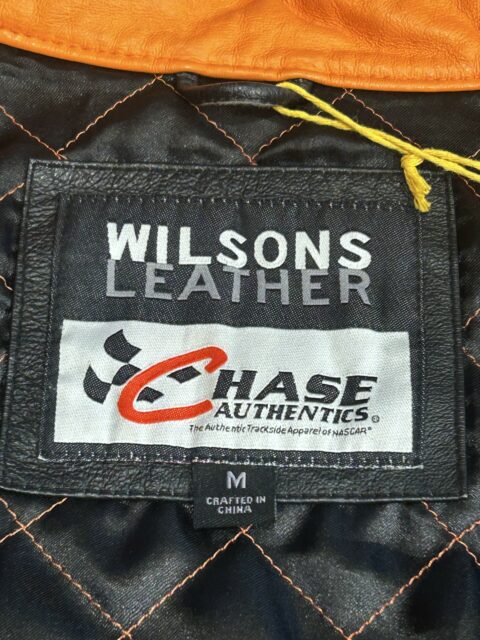 WILSONS
LEATHER
CHASE
AUTHENTICS®
The Authentic Trackside Apparel of NASCAR®
M
CRAFTED IN
CHINA